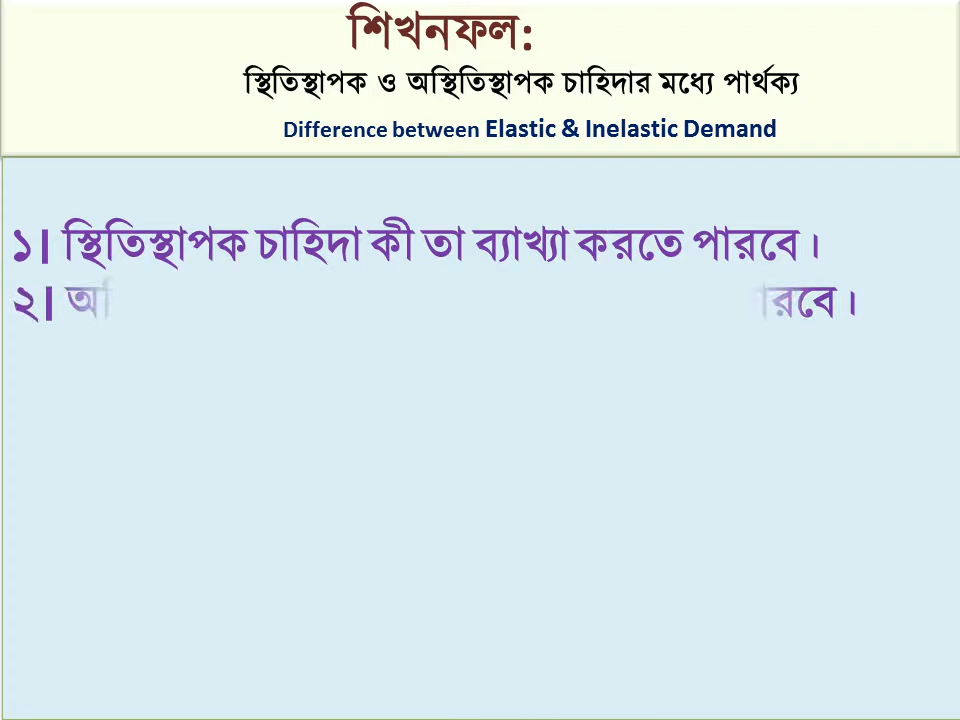 শিখনফল:
স্থিতিস্থাপক ও অস্থিতিস্থাপক চাহিদার মধ্যে পার্থক্য
Difference between Elastic & Inelastic Demand
১| স্থিতিস্থাপক চাহিদা কী তা ব্যাখ্যা করতে পারবে।
২|